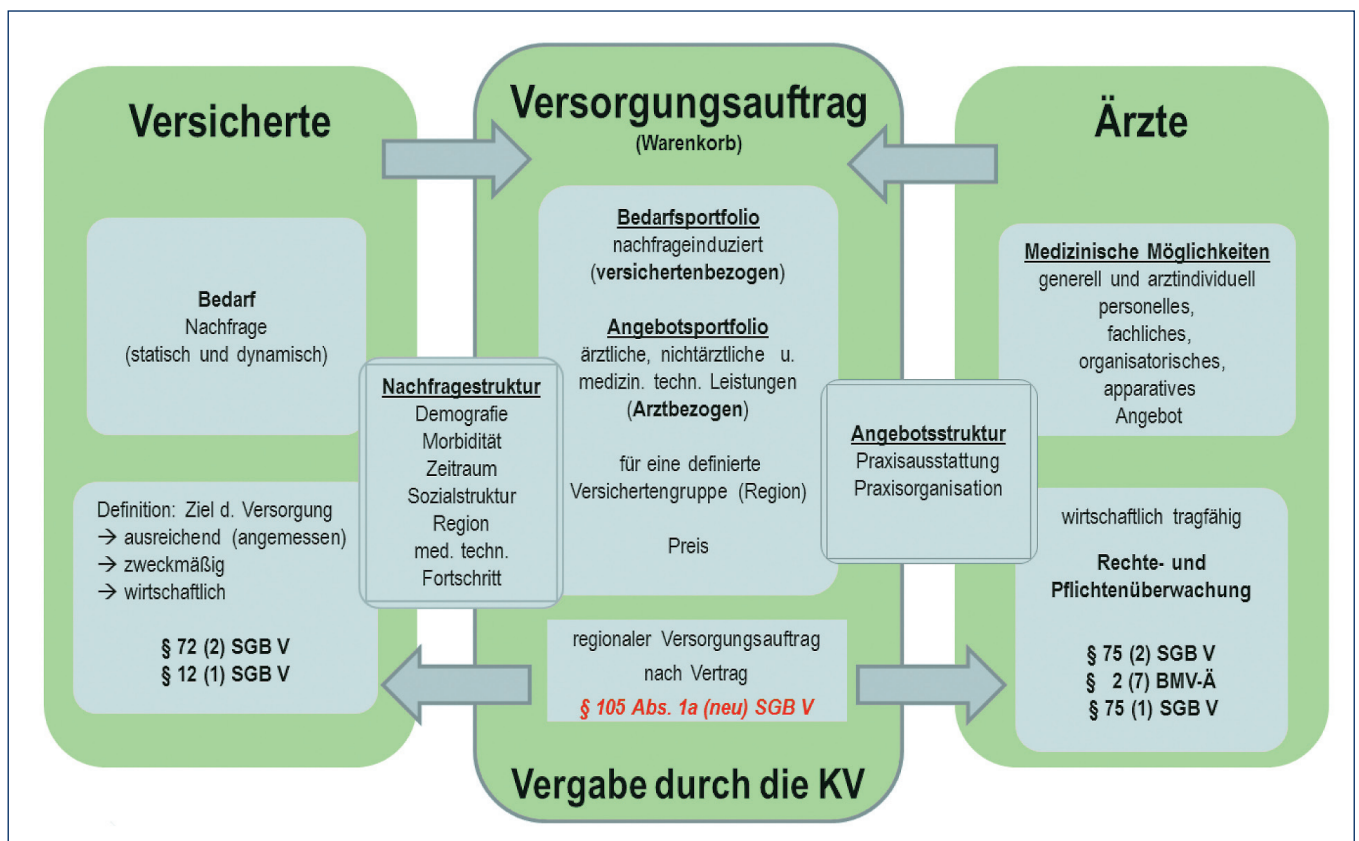 Versicherte
Bedarf
Nachfrage
(statisch und dynamisch)
Definition: Ziel d. Versorgung
→ ausreichend (angemessen)
→ zweckmäßig
→ wirtschaftlich
§ 72 (2) SGB V
§ 12 (1) SGB V
Nachfragestruktur
Demografie
Morbidität
Zeitraum
Sozialstruktur
Region
med. techn.
Fortschritt
Versorgungsauftrag
(Warenkorb)
Bedarfsportfolio
nachfrageinduziert
(versichertenbezogen)
Angebotsportfolio
ärztliche, nichtärztliche u.
medizin. techn. Leistungen
(Arztbezogen)
für eine definierte
Versichertengruppe (Region)
Preis
regionaler Versorgungsauftrag
nach Vertrag
§ 105 Abs. 1a (neu) SGB V
Vergabe durch die KV
Angebotsstruktur
Praxisausstattung
Praxisorganisation
Ärzte
Medizinische Möglichkeiten
generell und arztindividuell
personelles,
fachliches,
organisatorisches,
apparatives
Angebot
wirtschaftlich tragfähig
Rechte- und
Pflichtenüberwachung
§ 75 (2) SGB V
§ 2 (7) BMV-Ä
§ 75 (1) SGB V